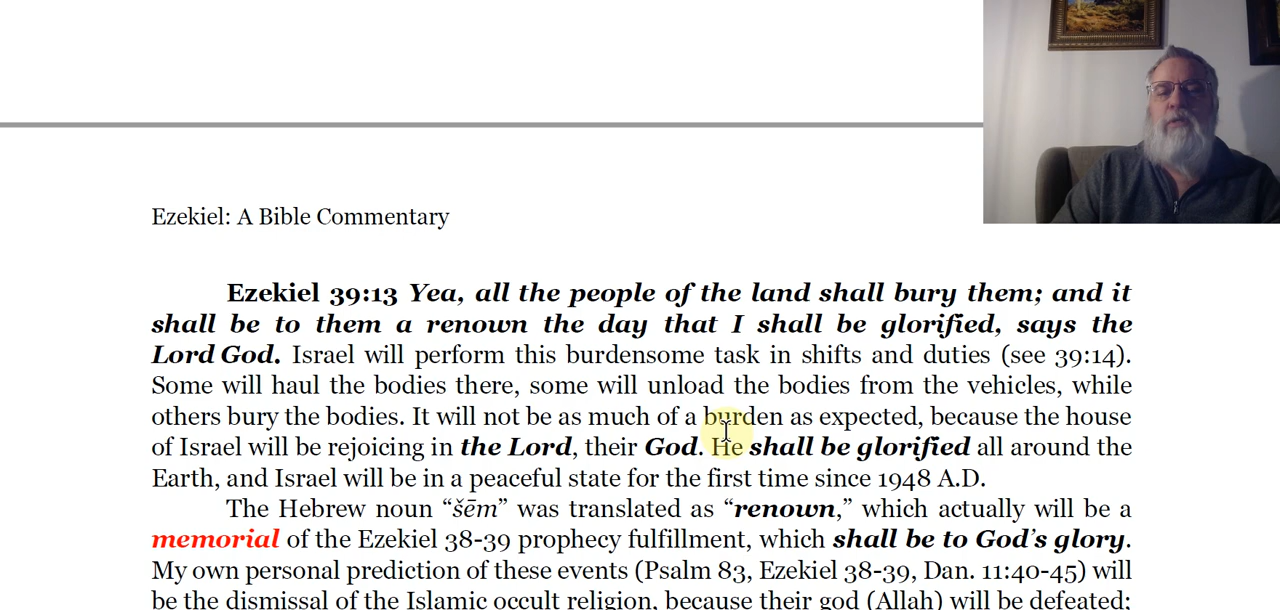 Ezekiel: A Bible Commentary
Ezekiel 39:13 Yea, all the people of the land shall bury them; and it
shall be to them a renown the day that I shall be glorified, says the
Lord God. Israel will perform this burdensome task in shifts and duties (see 39:14).
Some will haul the bodies there, some will unload the bodies from the vehicles, while
others bury the bodies. It will not be as much of a burden as expected, because the house
of Israel will be rejoicing in the Lord, their God. He shall be glorified all around the
Earth, and Israel will be in a peaceful state for the first time since 1948 A.D.
The Hebrew noun “šēm” was translated as “renown,” which actually will be a
memorial of the Ezekiel 38-39 prophecy fulfillment, which shall be to God’s glory.
My own personal prediction of these events (Psalm 83, Ezekiel 38-39, Dan. 11:40-45) will
be the dismissal of the Islamic occult religion, because their god (Allah) will be defeated;